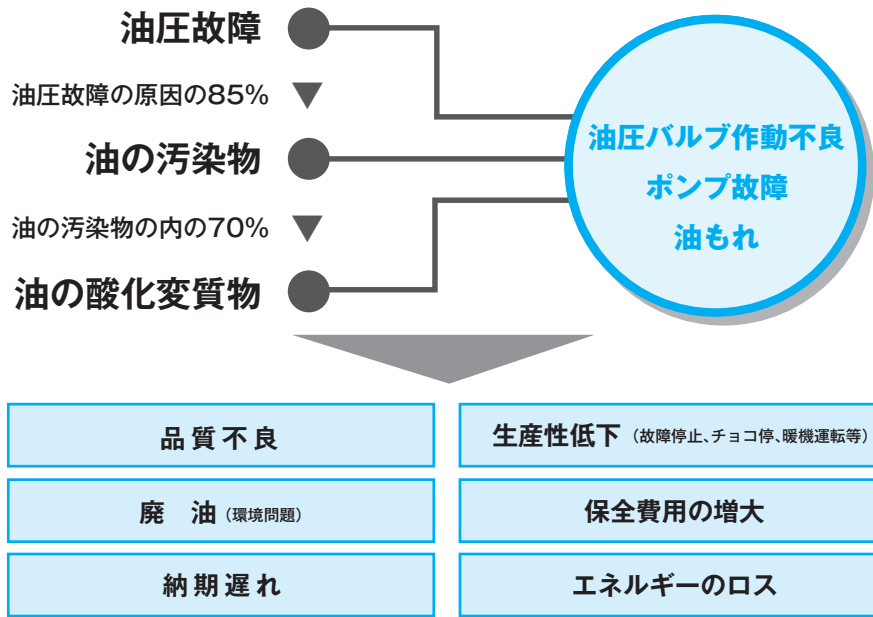 油圧故障
油圧故障の原因の85%
油の汚染物
油の汚染物の内の70%
油の酸化変質物
油圧バルブ作動不良
ポンプ故障
油もれ
品質不良
生産性低下（故障停止、チョコ停、暖機運転等）
廃　油（環境問題）
保全費用の増大
納期遅れ
エネルギーのロス